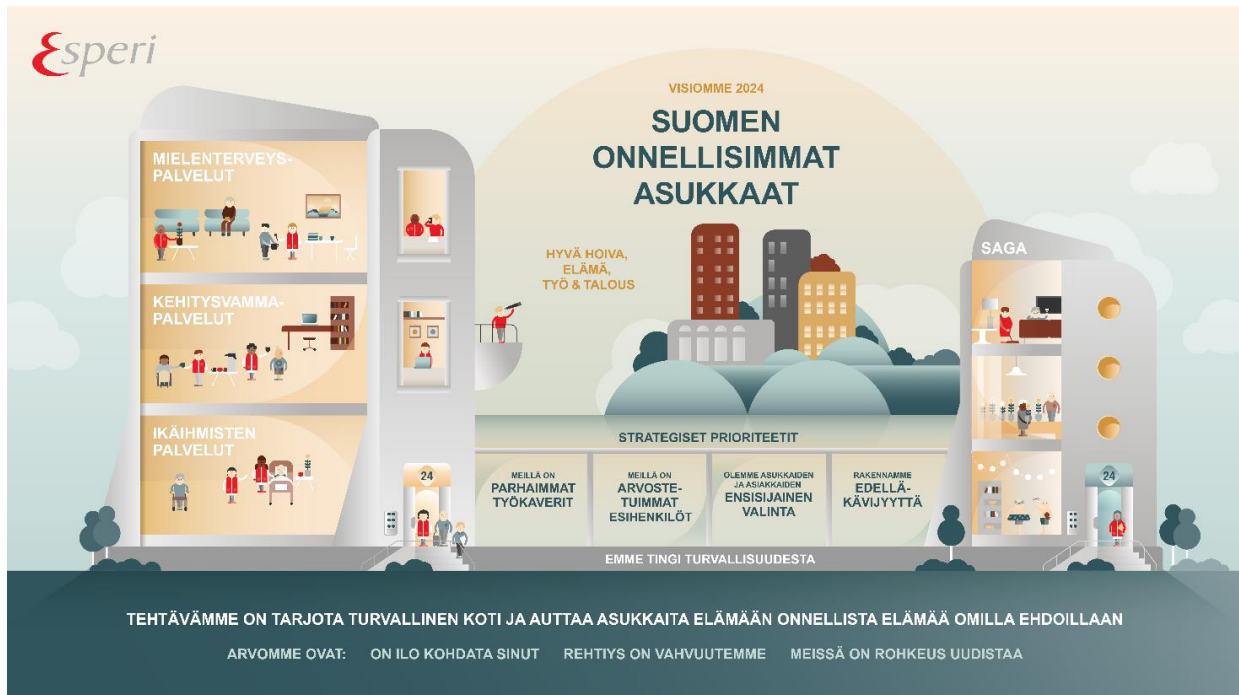 Esperi
VISIOMME 2024
SUOMEN
ONNELLISIMMAT
ASUKKAAT
HYVÄ HOIVA,
ELÄMÄ,
TYÖ & TALOUS
MIELENTERVEYS-
PALVELUT
KEHITYSVAMMA-
PALVELUT
IKÄIHMISTEN
PALVELUT
24
SAGA
24
STRATEGISET PRIORITEETIT
MEILLÄ ON
PARHAIMMAT
TYÖKAVERIT
MEILLÄ ON
ARVOSTE-
TUIMMAT
ESIHENKILÖT
OLEMME ASUKKAIDEN
JA ASIAKKAIDEN
ENSISIJAINEN
VALINTA
RAKENNAMME
EDELLÄ-
KÄVIJYYTTÄ
EMME TINGI TURVALLISUUDESTA
TEHTÄVÄMME ON TARJOTA TURVALLINEN KOTI JA AUTTAA ASUKKAITA ELÄMÄÄN ONNELLISTA ELÄMÄÄ OMILLA EHDOILLAAN
ARVOMME OVAT: ON ILO KOHDATA SINUT REHTIYS ON VAHVUUTEMME MEISSÄ ON ROHKEUS UUDISTAA